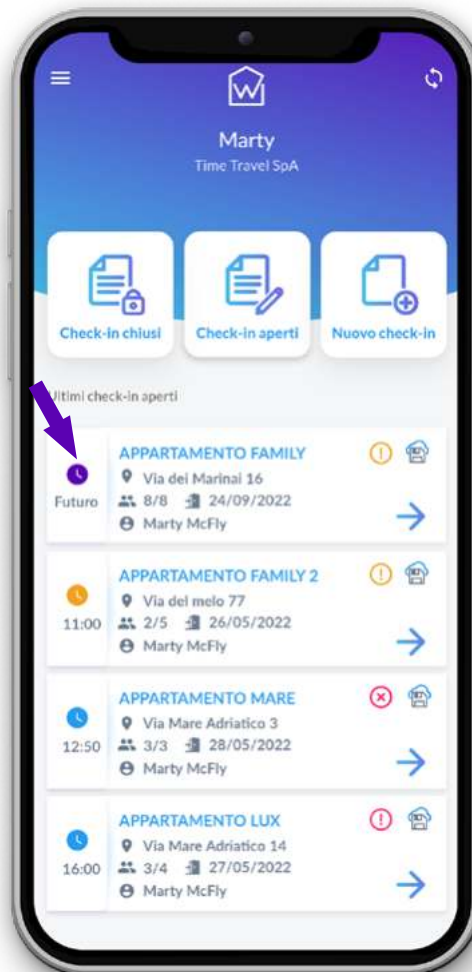 Marty
Time Travel SpA
Check-in chiusi
Check-in aperti
Nuovo check-in
Ultimi check-in aperti
APPARTAMENTO FAMILY
Via dei Marinai 16
Futuro
8/8 24/09/2022
Marty McFly
APPARTAMENTO FAMILY 2
Via del melo 77
11:00
2/5 26/05/2022
Marty McFly
APPARTAMENTO MARE
Via Mare Adriatico 3
12:50
3/3 28/05/2022
Marty McFly
APPARTAMENTO LUX
Via Mare Adriatico 14
16:00
3/4 27/05/2022
Marty McFly